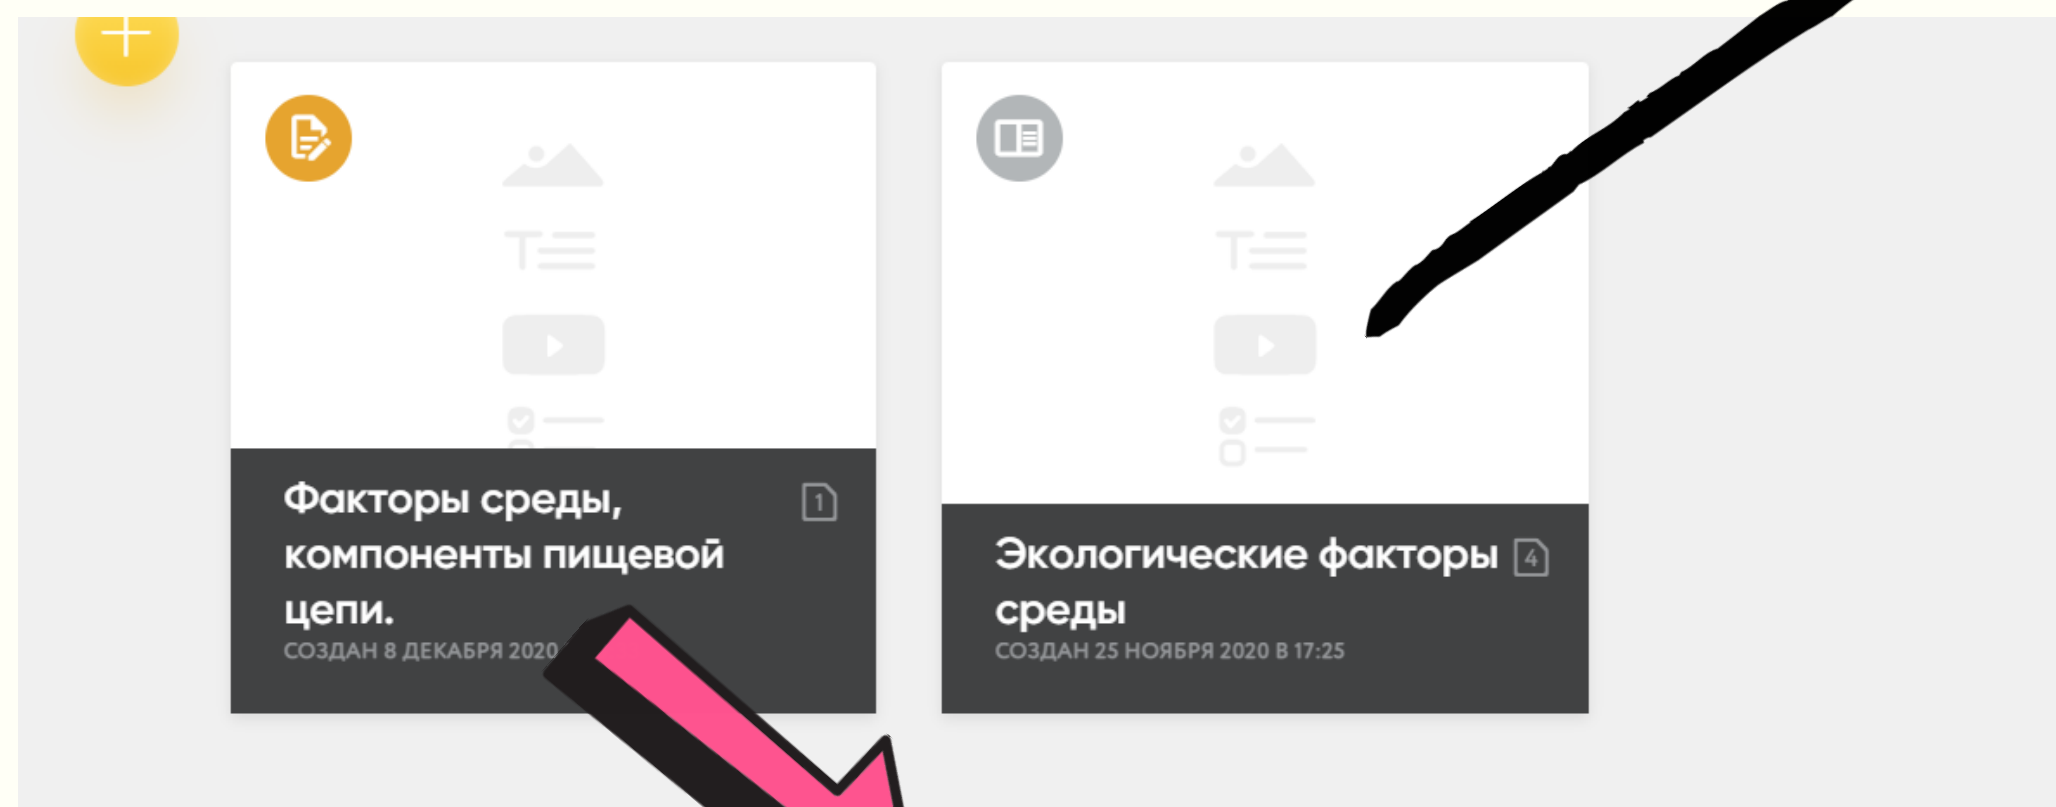 Факторы среды,
компоненты пищевой
цепи.
1
СОЗДАН 8 ДЕКАБРЯ 2020
Экологические факторы
среды
4
СОЗДАН 25 НОЯБРЯ 2020 В 17:25